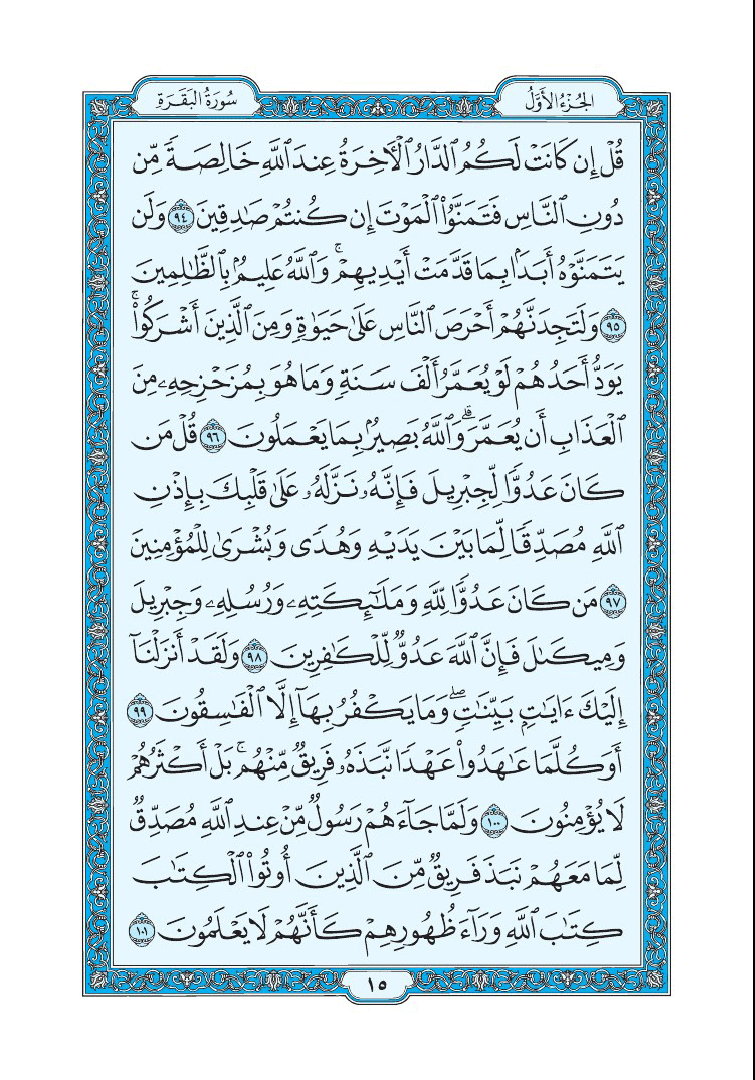 الجُزْءُ الأَوَّلُ
سُورَةُ البَقَرَةِ
قُلْ إِن كَانَتْ لَكُمُ ٱلدَّارُ ٱلْأَخِرَةُ عِندَ ٱللَّهِ خَالِصَةً مِّن
دُونِ ٱلنَّاسِ فَتَمَنَّوُا۟ ٱلْمَوْتَ إِن كُنتُمْ صَٰدِقِينَ ٩٤ وَلَن
يَتَمَنَّوْهُ أَبَدًۢا بِمَا قَدَّمَتْ أَيْدِيهِمْ ۚ وَٱللَّهُ عَلِيمٌۢ بِٱلظَّٰلِمِينَ
٩٥ وَلَتَجِدَنَّهُمْ أَحْرَصَ ٱلنَّاسِ عَلَىٰ حَيَوٰةٍ وَمِنَ ٱلَّذِينَ أَشْرَكُوا۟ ۚ
يَوَدُّ أَحَدُهُمْ لَوْ يُعَمَّرُ أَلْفَ سَنَةٍ وَمَا هُوَ بِمُزَحْزِحِهِۦ مِنَ
ٱلْعَذَابِ أَن يُعَمَّرَ ۗ وَٱللَّهُ بَصِيرٌۢ بِمَا يَعْمَلُونَ ٩٦ قُلْ مَن
كَانَ عَدُوًّا لِّجِبْرِيلَ فَإِنَّهُۥ نَزَّلَهُۥ عَلَىٰ قَلْبِكَ بِإِذْنِ
ٱللَّهِ مُصَدِّقًا لِّمَا بَيْنَ يَدَيْهِ وَهُدًى وَبُشْرَىٰ لِلْمُؤْمِنِينَ
٩٧ مَن كَانَ عَدُوًّا لِّلَّهِ وَمَلَٰٓئِكَتِهِۦ وَرُسُلِهِۦ وَجِبْرِيلَ
وَمِيكَىٰلَ فَإِنَّ ٱللَّهَ عَدُوٌّ لِّلْكَٰفِرِينَ ٩٨ وَلَقَدْ أَنزَلْنَآ
إِلَيْكَ ءَايَٰتٍۭ بَيِّنَٰتٍ ۖ وَمَا يَكْفُرُ بِهَآ إِلَّا ٱلْفَٰسِقُونَ ٩٩
أَوَكُلَّمَا عَٰهَدُوا۟ عَهْدًا نَّبَذَهُۥ فَرِيقٌ مِّنْهُم ۚ بَلْ أَكْثَرُهُمْ
لَا يُؤْمِنُونَ ١٠٠ وَلَمَّا جَآءَهُمْ رَسُولٌ مِّنْ عِندِ ٱللَّهِ مُصَدِّقٌ
لِّمَا مَعَهُمْ نَبَذَ فَرِيقٌ مِّنَ ٱلَّذِينَ أُوتُوا۟ ٱلْكِتَٰبَ
كِتَٰبَ ٱللَّهِ وَرَآءَ ظُهُورِهِمْ كَأَنَّهُمْ لَا يَعْلَمُونَ ١٠١
١٥